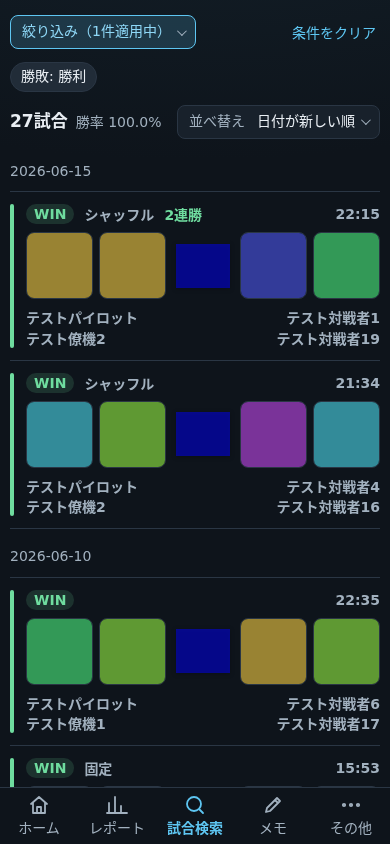 絞り込み（1件適用中） 条件をクリア
勝敗: 勝利
27試合 勝率 100.0% 並べ替え 日付が新しい順
2026-06-15
WIN シャッフル 2連勝 22:15
テストパイロット テスト対戦者1
テスト僚機2 テスト対戦者19
WIN シャッフル 21:34
テストパイロット テスト対戦者4
テスト僚機2 テスト対戦者16
2026-06-10
WIN 22:35
テストパイロット テスト対戦者6
テスト僚機1 テスト対戦者17
WIN 固定 15:53
ホーム レポート 試合検索 メモ その他